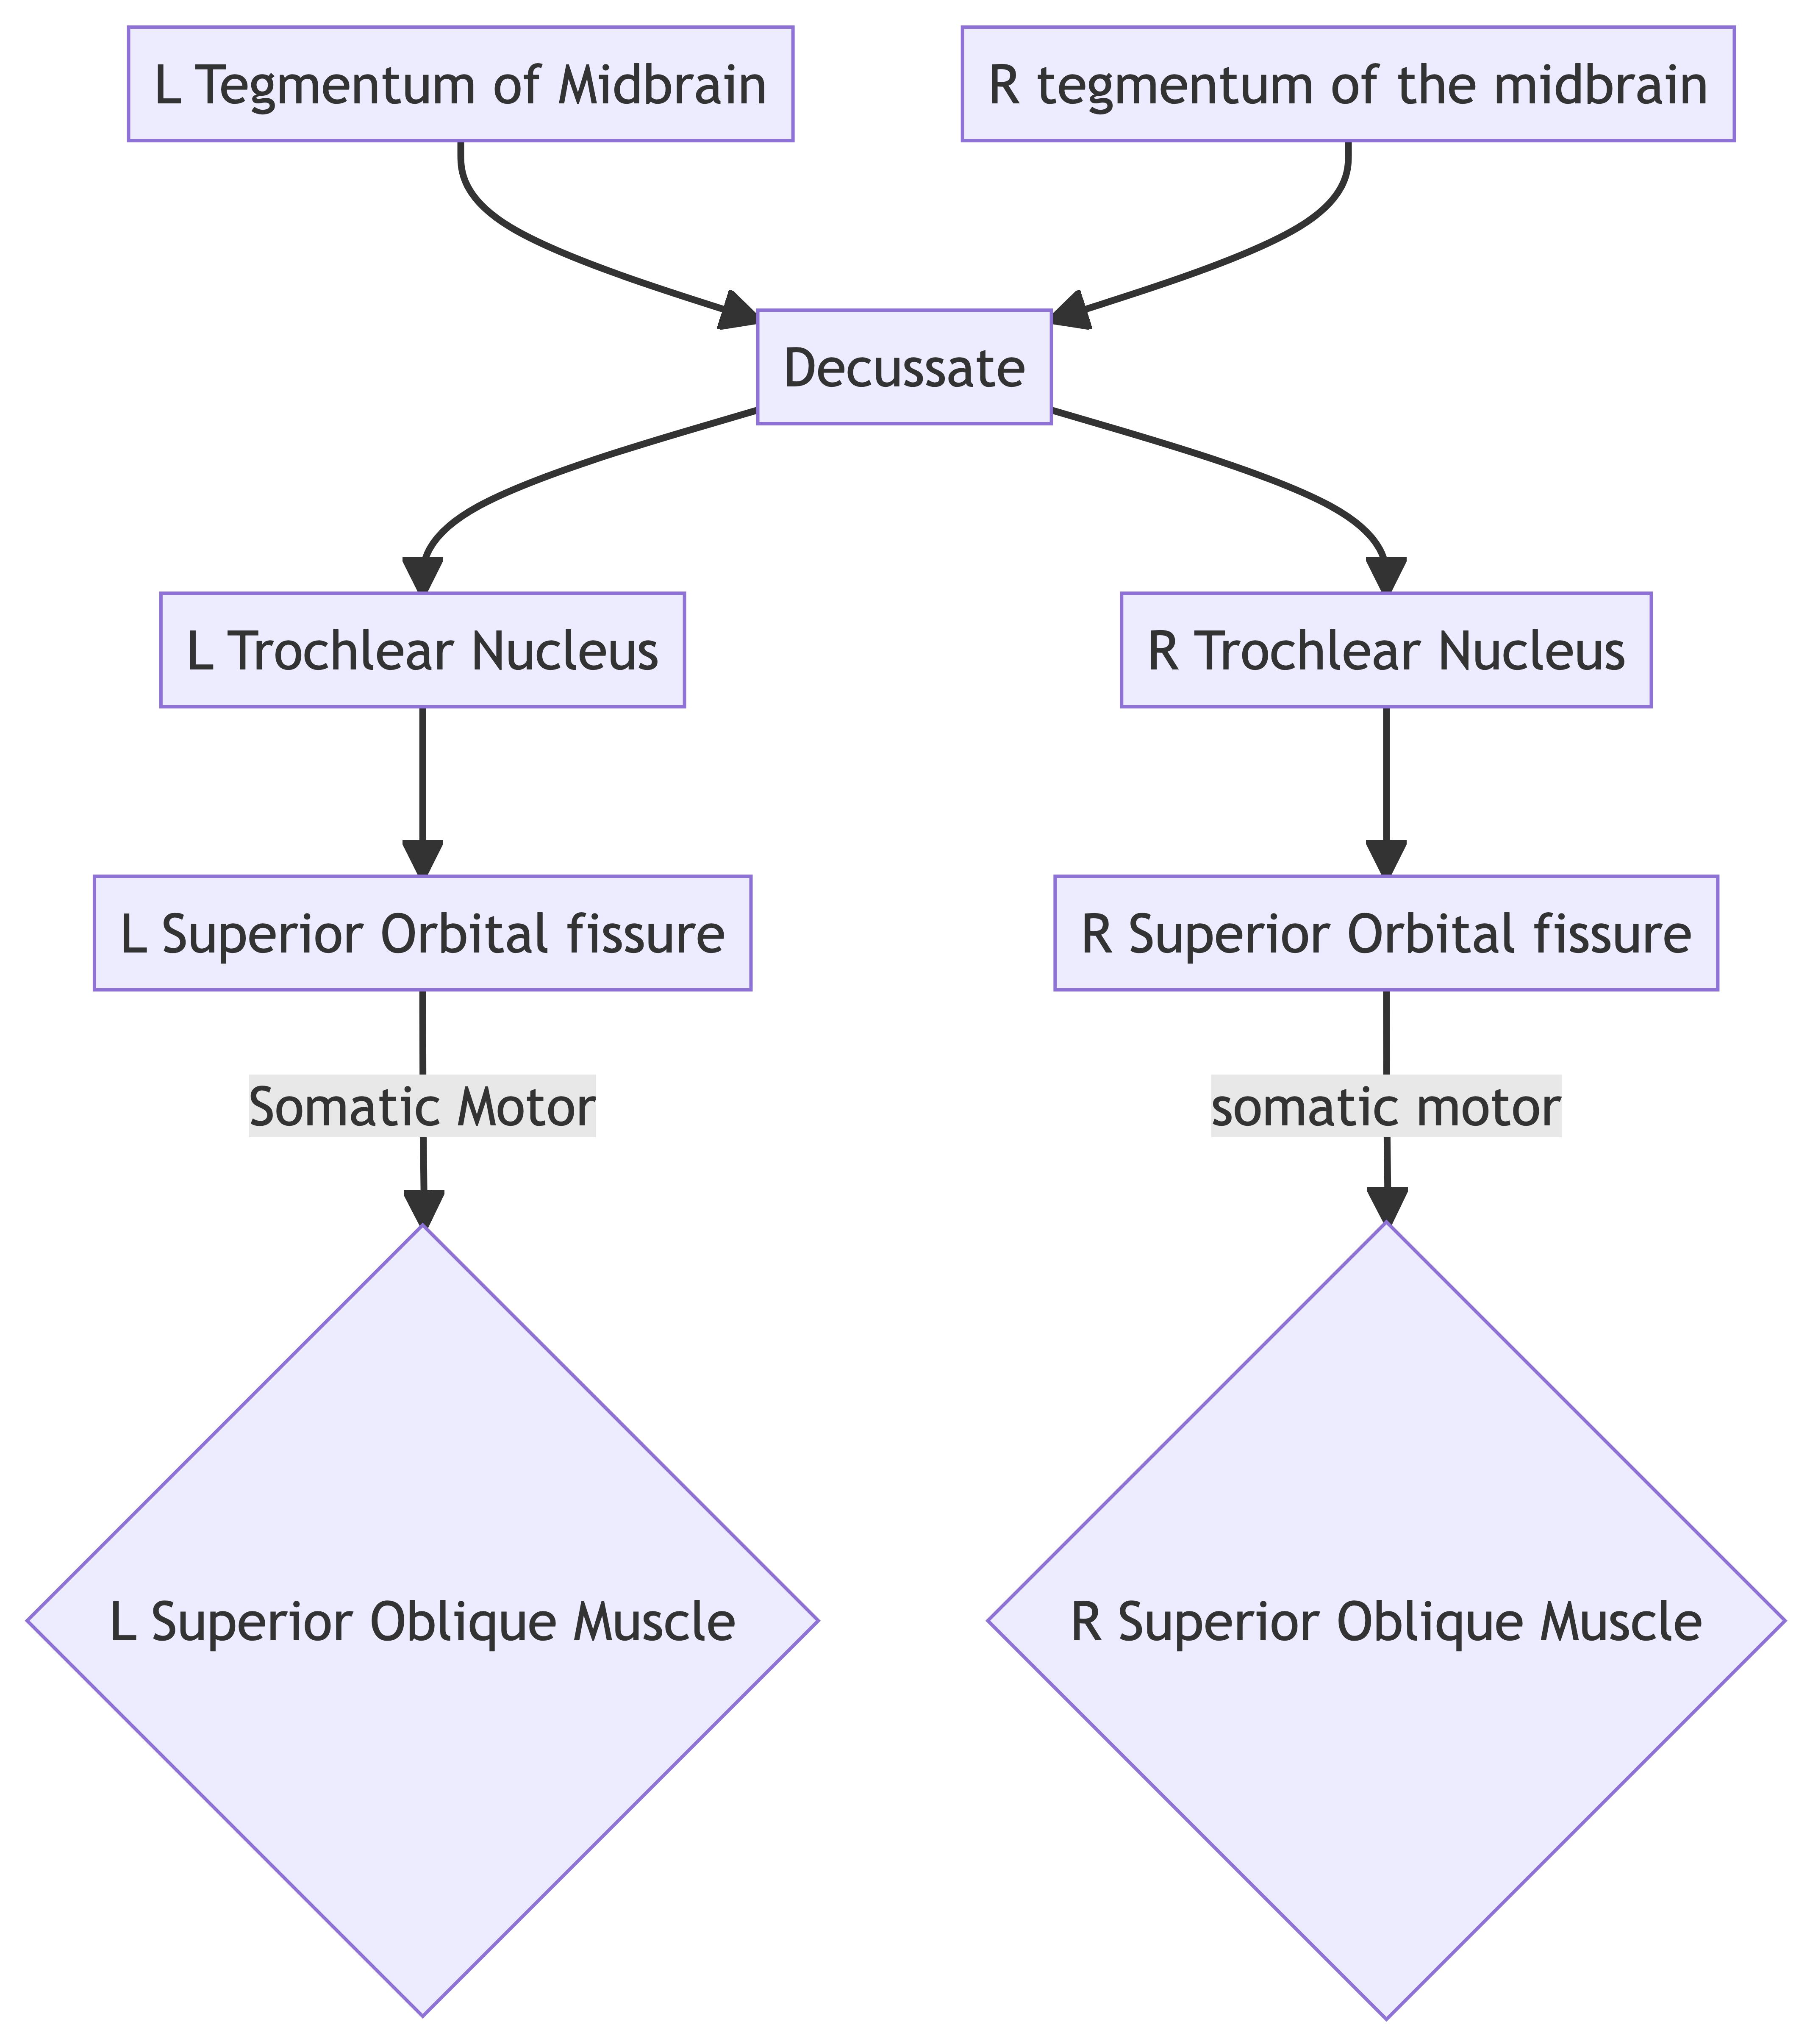 L Tegmentum of Midbrain
R tegmentum of the midbrain
Decussate
L Trochlear Nucleus
R Trochlear Nucleus
L Superior Orbital fissure
R Superior Orbital fissure
Somatic Motor
somatic motor
L Superior Oblique Muscle
R Superior Oblique Muscle